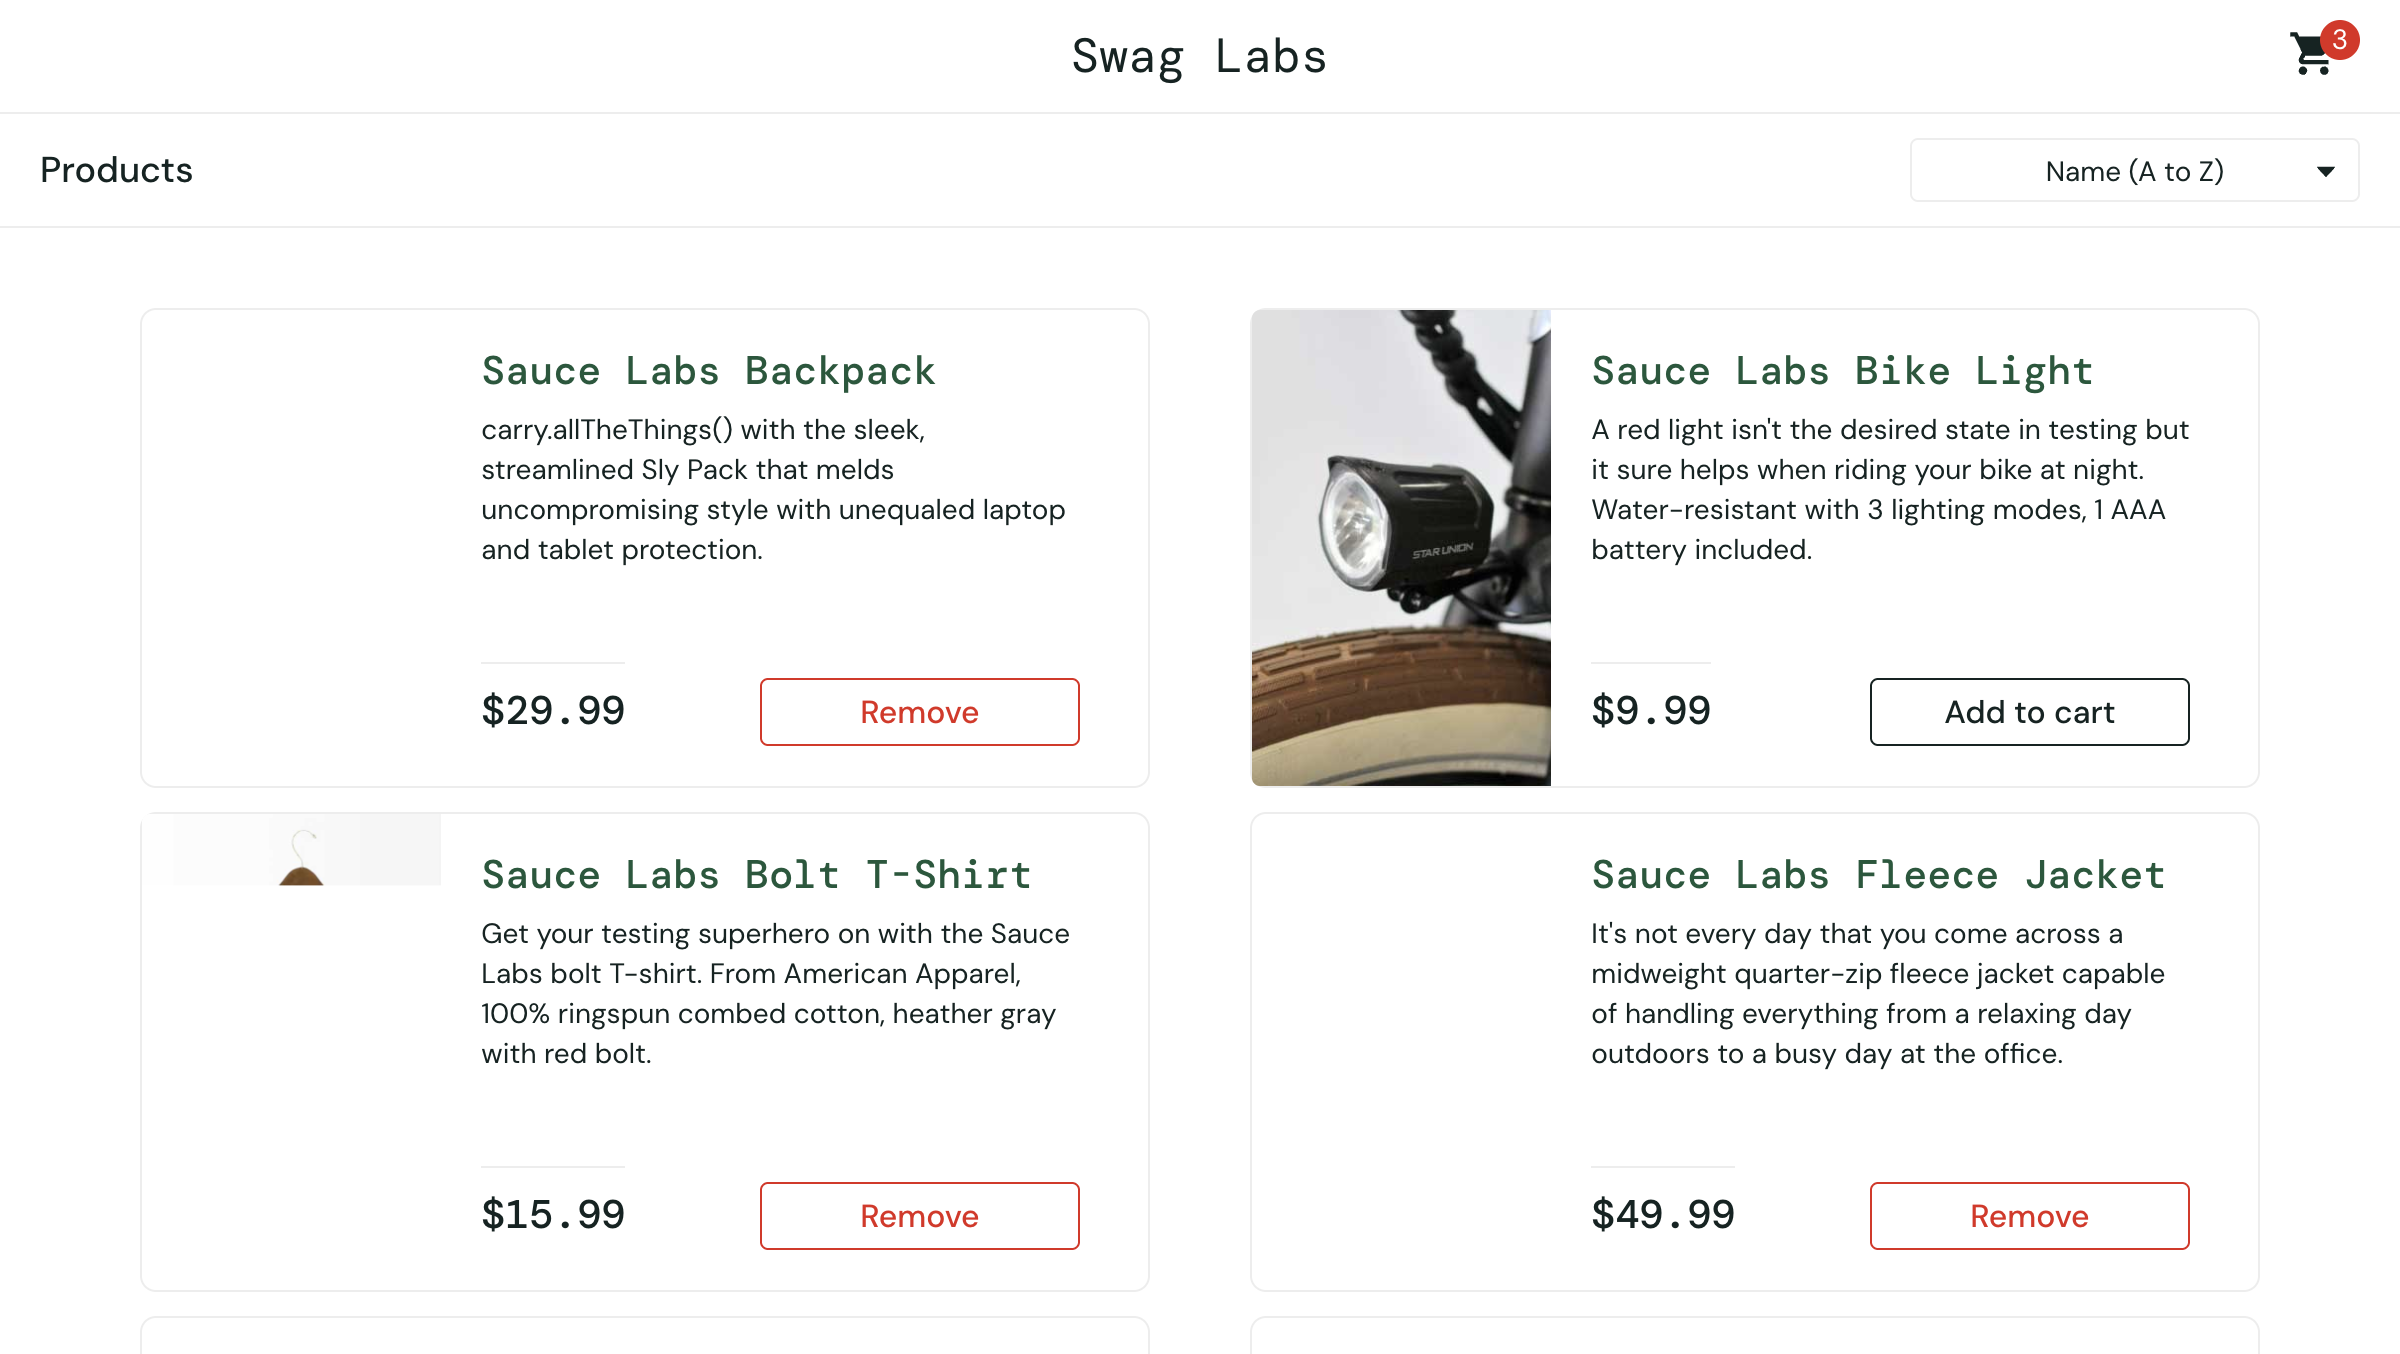 Swag Labs
3
Products
Name (A to Z)
Sauce Labs Backpack
carry.allTheThings() with the sleek,
streamlined Sly Pack that melds
uncompromising style with unequaled laptop
and tablet protection.
$29.99
Remove
STAR UNION
Sauce Labs Bike Light
A red light isn't the desired state in testing but
it sure helps when riding your bike at night.
Water-resistant with 3 lighting modes, 1 AAA
battery included.
$9.99
Add to cart
Sauce Labs Bolt T-Shirt
Get your testing superhero on with the Sauce
Labs bolt T-shirt. From American Apparel,
100% ringspun combed cotton, heather gray
with red bolt.
$15.99
Remove
Sauce Labs Fleece Jacket
It's not every day that you come across a
midweight quarter-zip fleece jacket capable
of handling everything from a relaxing day
outdoors to a busy day at the office.
$49.99
Remove